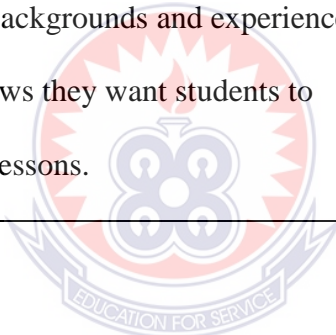 ackgrounds and experience
ws they want students to
essons.
EDUCATION FOR SERVICE